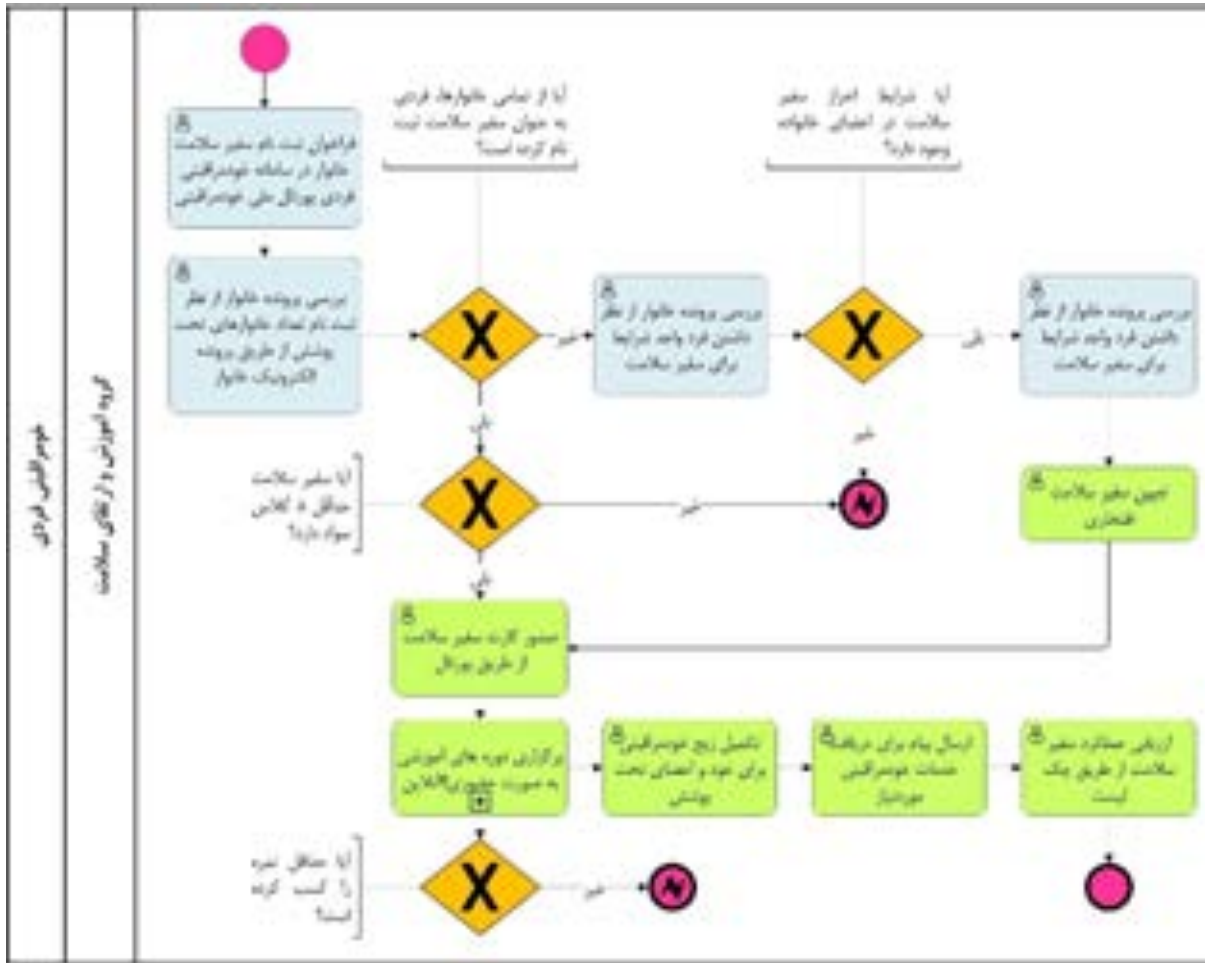 خودمراقبتی فردی
گروه آموزش و ارتقای سلامت
فراخوان ثبت نام سفیر سلامت
خانوار در سامانه خودمراقبتی
فردی پورتال ملی خودمراقبتی
بررسی پرونده خانوار از نظر
ثبت نام تعداد خانوارهای تحت
پوشش از طریق پرونده
الکترونیک خانوار
آیا از تمامی خانوارها، فردی
به عنوان سفیر سلامت ثبت
نام کرده است؟
خیر
بلی
بررسی پرونده خانوار از نظر
داشتن فرد واجد شرایط
برای سفیر سلامت
آیا شرایط احراز سفیر
سلامت در اعضای خانواده
وجود دارد؟
بلی
خیر
بررسی پرونده خانوار از نظر
داشتن فرد واجد شرایط
برای سفیر سلامت
تعیین سفیر سلامت
افتخاری
آیا سفیر سلامت
حداقل ۸ کلاس
سواد دارد؟
خیر
بلی
صدور کارت سفیر سلامت
از طریق پورتال
برگزاری دوره های آموزشی
به صورت حضوری/آنلاین
تکمیل زیج خودمراقبتی
برای خود و اعضای تحت
پوشش
ارسال پیام برای دریافت
خدمات خودمراقبتی
موردنیاز
ارزیابی عملکرد سفیر
سلامت از طریق چک
لیست
آیا حداقل نمره
را کسب کرده
است؟
خیر